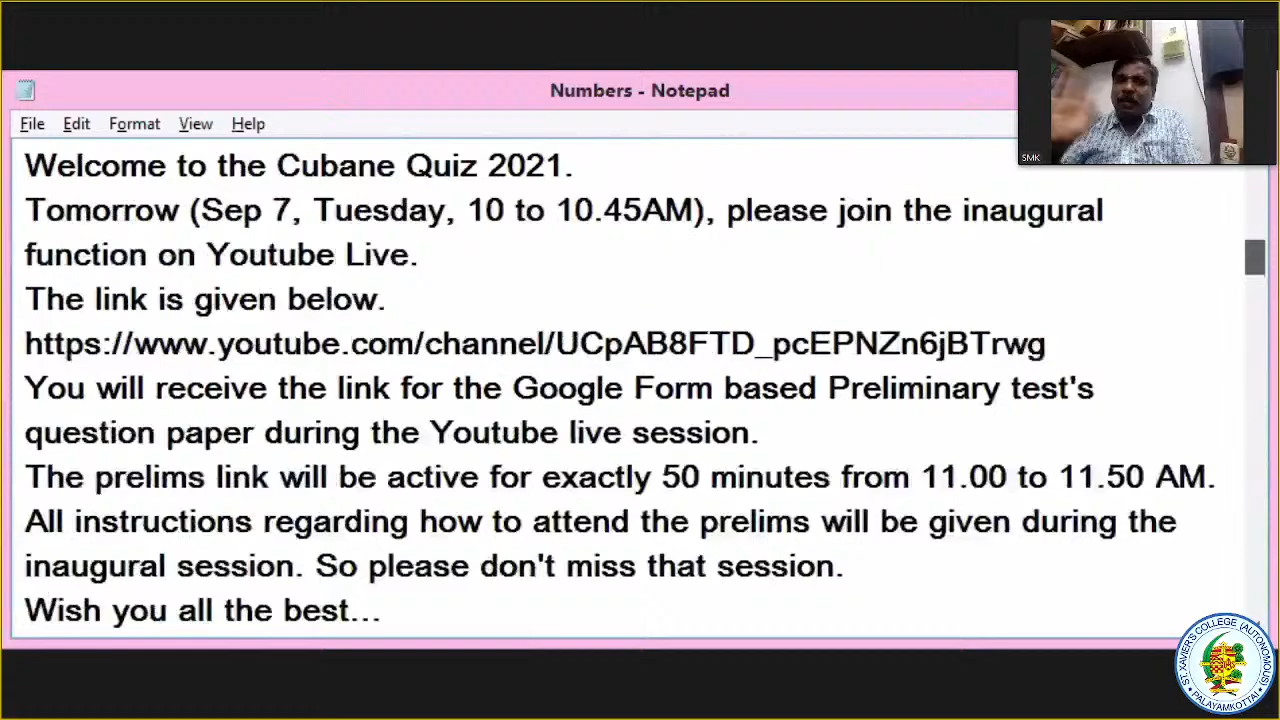 Numbers - Notepad
File Edit Format View Help
Welcome to the Cubane Quiz 2021.
Tomorrow (Sep 7, Tuesday, 10 to 10.45AM), please join the inaugural
function on Youtube Live.
The link is given below.
https://www.youtube.com/channel/UCpAB8FTD_pcEPNZn6jBTrwg
You will receive the link for the Google Form based Preliminary test's
question paper during the Youtube live session.
The prelims link will be active for exactly 50 minutes from 11.00 to 11.50 AM.
All instructions regarding how to attend the prelims will be given during the
inaugural session. So please don't miss that session.
Wish you all the best...
SMK
ST. XAVIER'S COLLEGE (AUTONOMOUS)
PALAYAMKOTTAI